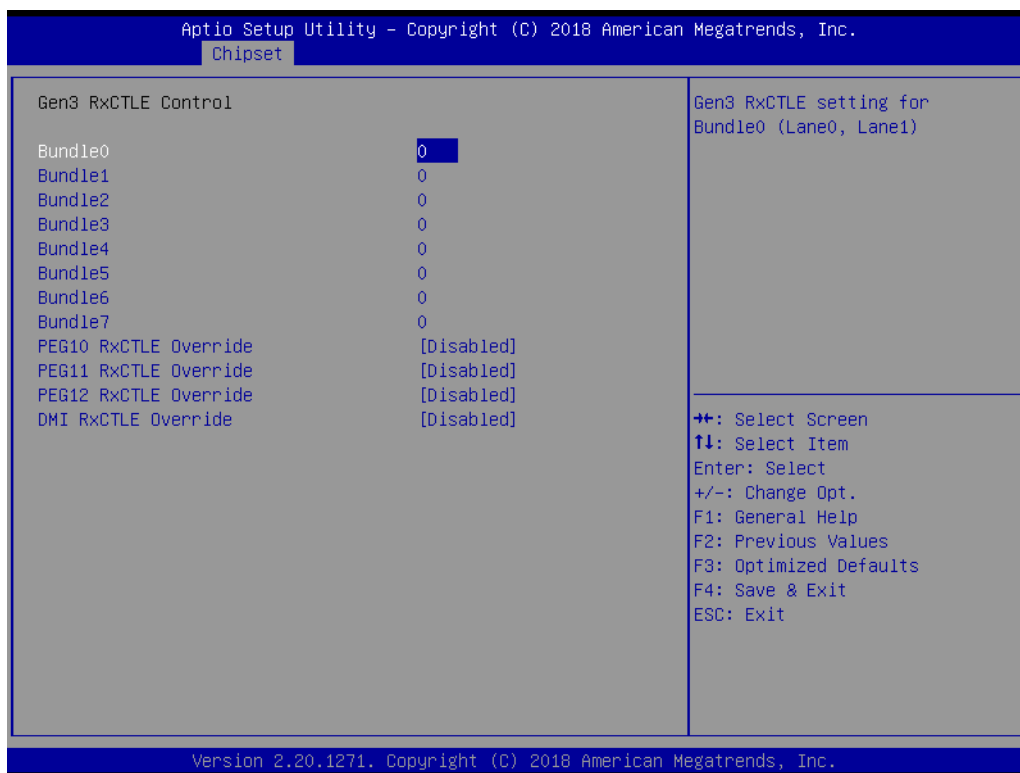 Aptio Setup Utility – Copyright (C) 2018 American Megatrends, Inc.
Chipset
Gen3 RxCTLE Control
Bundle0 0
Bundle1 0
Bundle2 0
Bundle3 0
Bundle4 0
Bundle5 0
Bundle6 0
Bundle7 0
PEG10 RxCTLE Override [Disabled]
PEG11 RxCTLE Override [Disabled]
PEG12 RxCTLE Override [Disabled]
DMI RxCTLE Override [Disabled]
Gen3 RxCTLE setting for
Bundle0 (Lane0, Lane1)
→←: Select Screen
↑↓: Select Item
Enter: Select
+/-: Change Opt.
F1: General Help
F2: Previous Values
F3: Optimized Defaults
F4: Save & Exit
ESC: Exit
Version 2.20.1271. Copyright (C) 2018 American Megatrends, Inc.